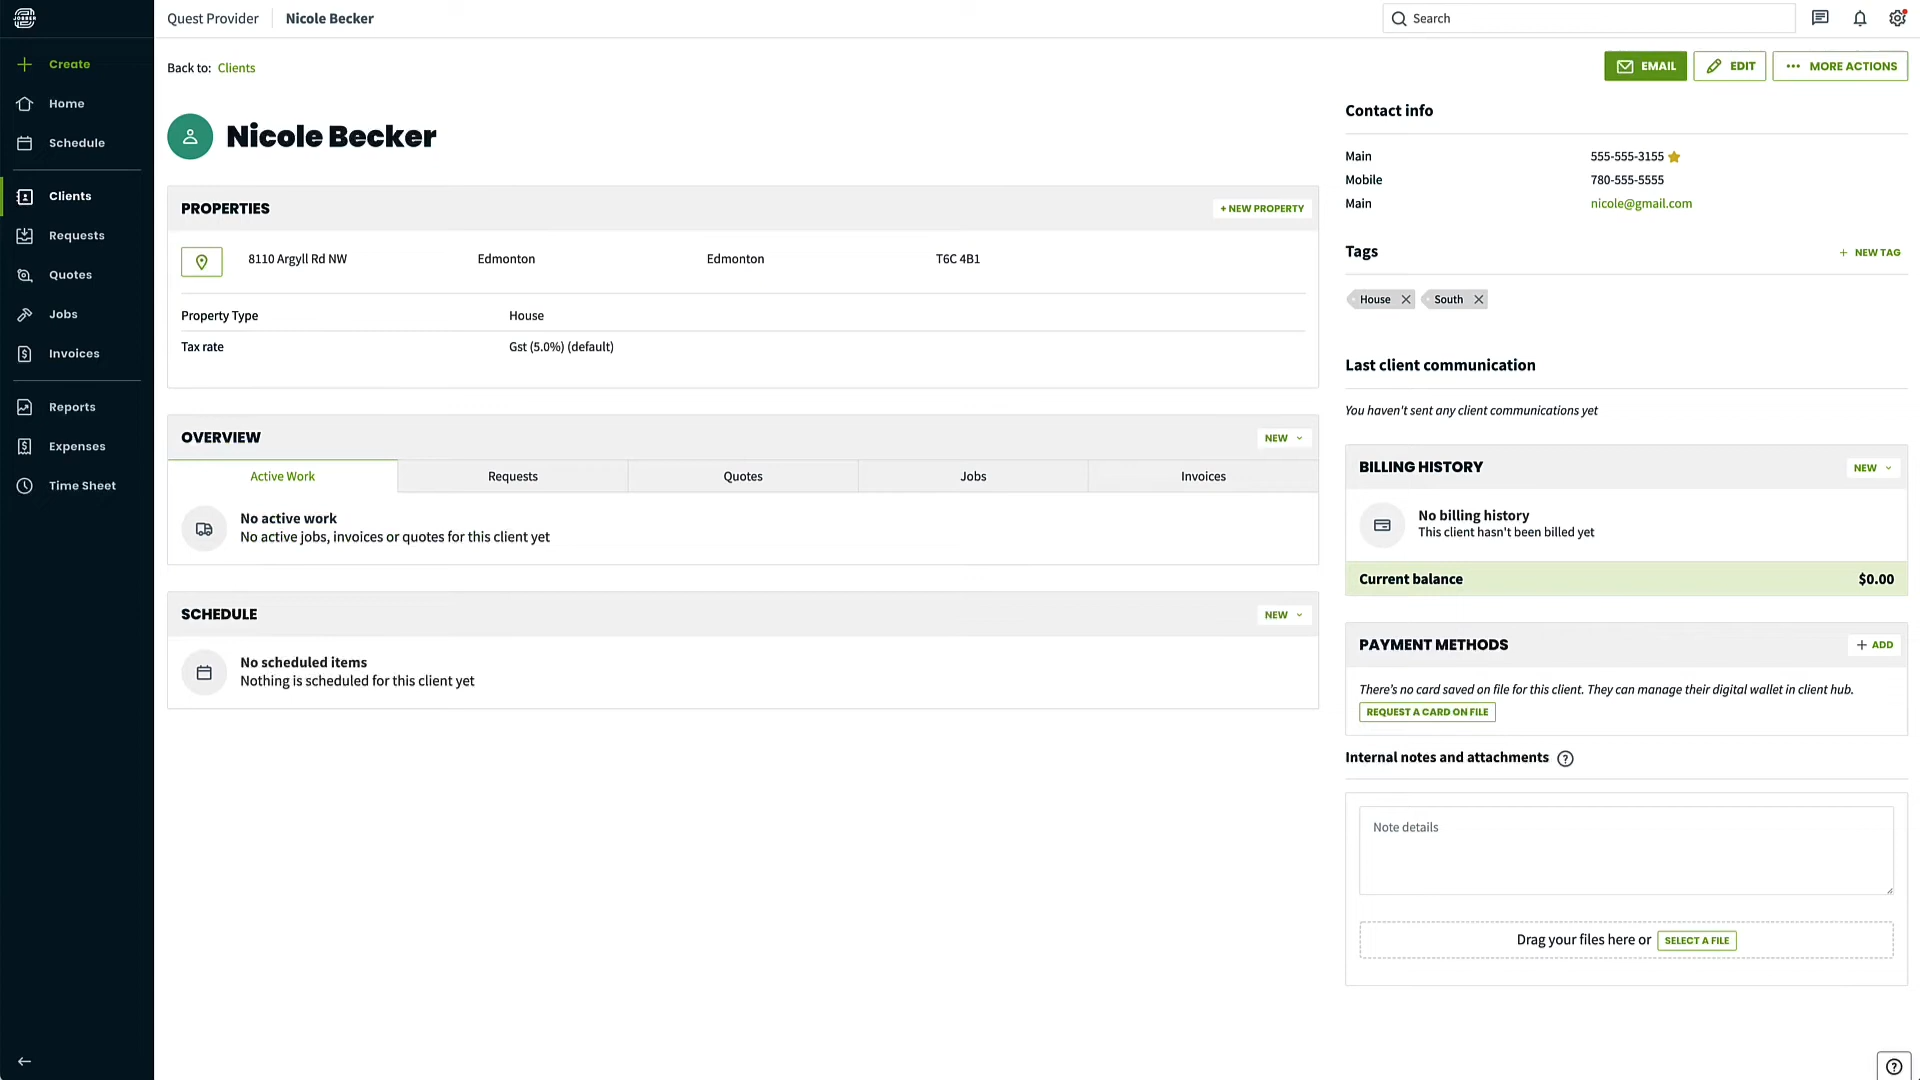 JOBBER
Quest Provider
Nicole Becker
Search
Create
Home
Schedule
Clients
Requests
Quotes
Jobs
Invoices
Reports
Expenses
Time Sheet
Back to: Clients
EMAIL
EDIT
MORE ACTIONS
Nicole Becker
PROPERTIES
+ NEW PROPERTY
8110 Argyll Rd NW Edmonton Edmonton T6C 4B1
Property Type House
Tax rate Gst (5.0%) (default)
OVERVIEW
NEW
Active Work Requests Quotes Jobs Invoices
No active work
No active jobs, invoices or quotes for this client yet
SCHEDULE
NEW
No scheduled items
Nothing is scheduled for this client yet
Contact info
Main 555-555-3155
Mobile 780-555-5555
Main nicole@gmail.com
Tags
+ NEW TAG
House
South
Last client communication
You haven't sent any client communications yet
BILLING HISTORY
NEW
No billing history
This client hasn't been billed yet
Current balance $0.00
PAYMENT METHODS
+ ADD
There's no card saved on file for this client. They can manage their digital wallet in client hub.
REQUEST A CARD ON FILE
Internal notes and attachments
Note details
Drag your files here or SELECT A FILE